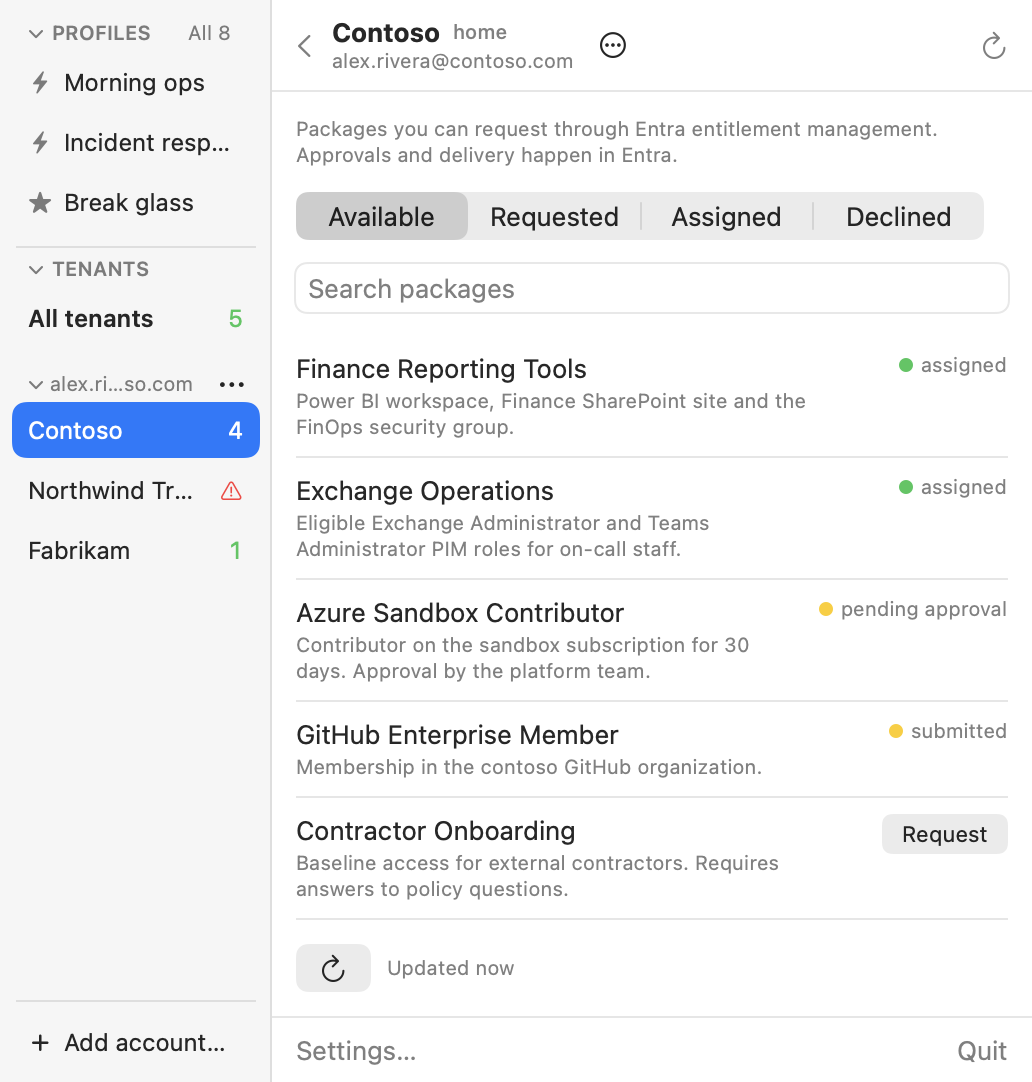 PROFILES All 8
Morning ops
Incident resp...
Break glass
TENANTS
All tenants 5
alex.ri...so.com
Contoso 4
Northwind Tr...
Fabrikam 1
+ Add account...
Contoso home
alex.rivera@contoso.com
Packages you can request through Entra entitlement management.
Approvals and delivery happen in Entra.
Available Requested Assigned Declined
Search packages
Finance Reporting Tools assigned
Power BI workspace, Finance SharePoint site and the
FinOps security group.
Exchange Operations assigned
Eligible Exchange Administrator and Teams
Administrator PIM roles for on-call staff.
Azure Sandbox Contributor pending approval
Contributor on the sandbox subscription for 30
days. Approval by the platform team.
GitHub Enterprise Member submitted
Membership in the contoso GitHub organization.
Contractor Onboarding Request
Baseline access for external contractors. Requires
answers to policy questions.
Updated now
Settings... Quit